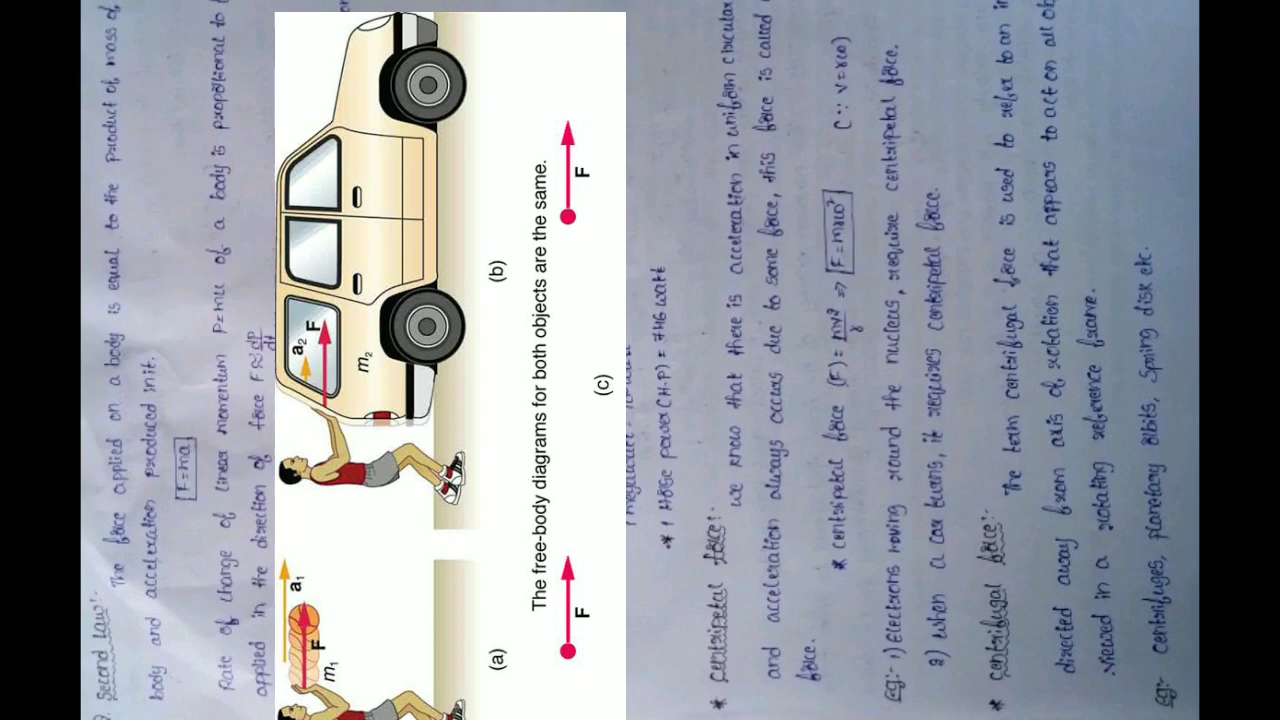 9. Second Law:-
The force applied on a body is equal to the product of mass of
body and acceleration produced in it.
F=ma
Rate of change of linear momentum P=mu of a body is proportional to
applied in the direction of force F∝ dP/dt
a₁
F
m₁
(a)
a₂
F
m₂
(b)
The free-body diagrams for both objects are the same.
F
F
(c)
* 1 Horse power (H.P) = 746 watt
* centripetal force:-
we know that there is acceleration in uniform circular
and acceleration always occurs due to some force, this force is called
force.
* centripetal force (F) = mv²/r => F=mrω² (∵ v=rω)
eg:- 1) Electrons moving around the nucleus, require centripetal force.
2) when a car turns, it requires centripetal force.
* centrifugal force:-
The term centrifugal force is used to refer to an
directed away from axis of rotation that appears to act on all
viewed in a rotating reference frame.
eg:- centrifuges, planetary orbits, spring disk etc.